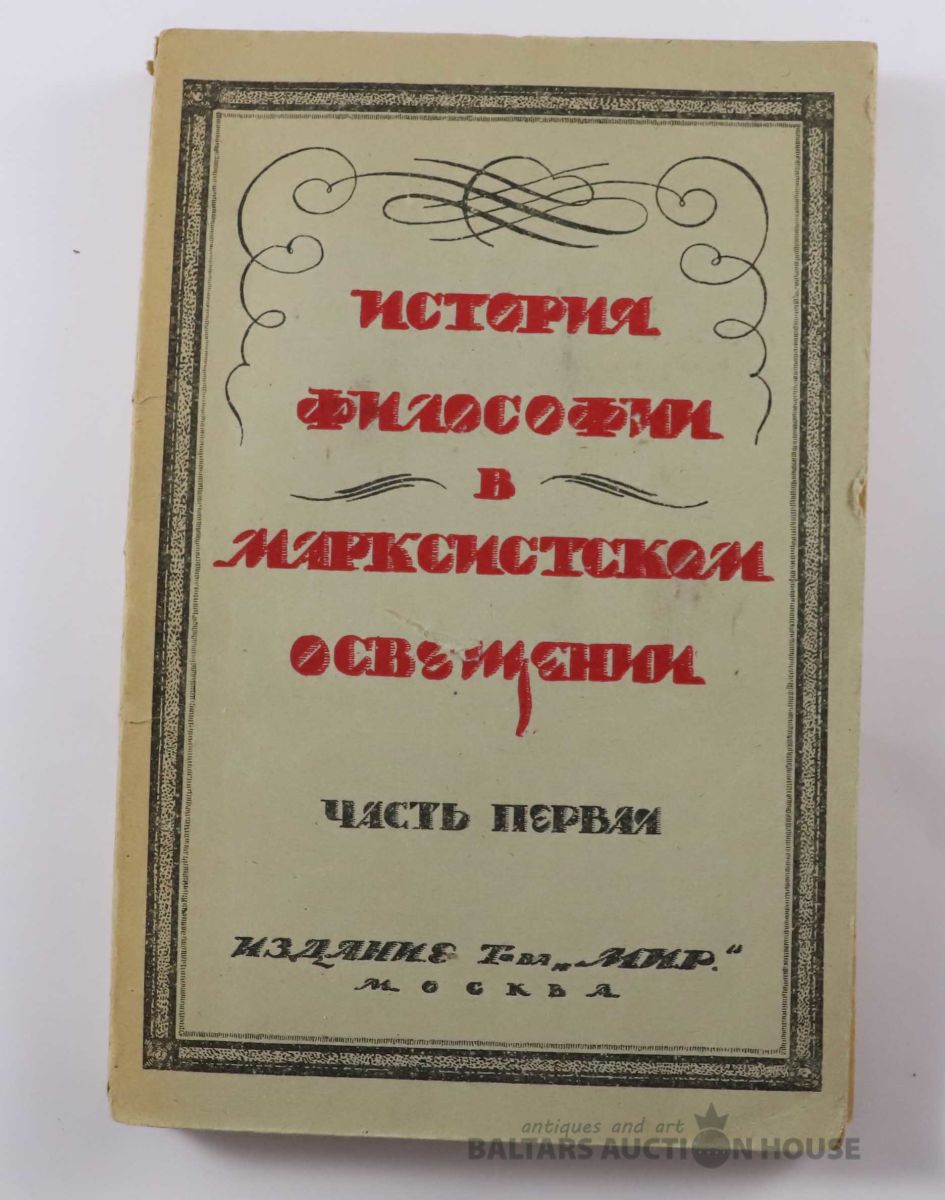 ИСТОРИЯ
ФИЛОСОФИИ
В
МАРКСИСТСКОМ
ОСВЕЩЕНИИ
ЧАСТЬ ПЕРВАЯ
ИЗДАНИЕ Т-ва „МИР."
МОСКВА
antiques and art
BALTARS AUCTION HOUSE